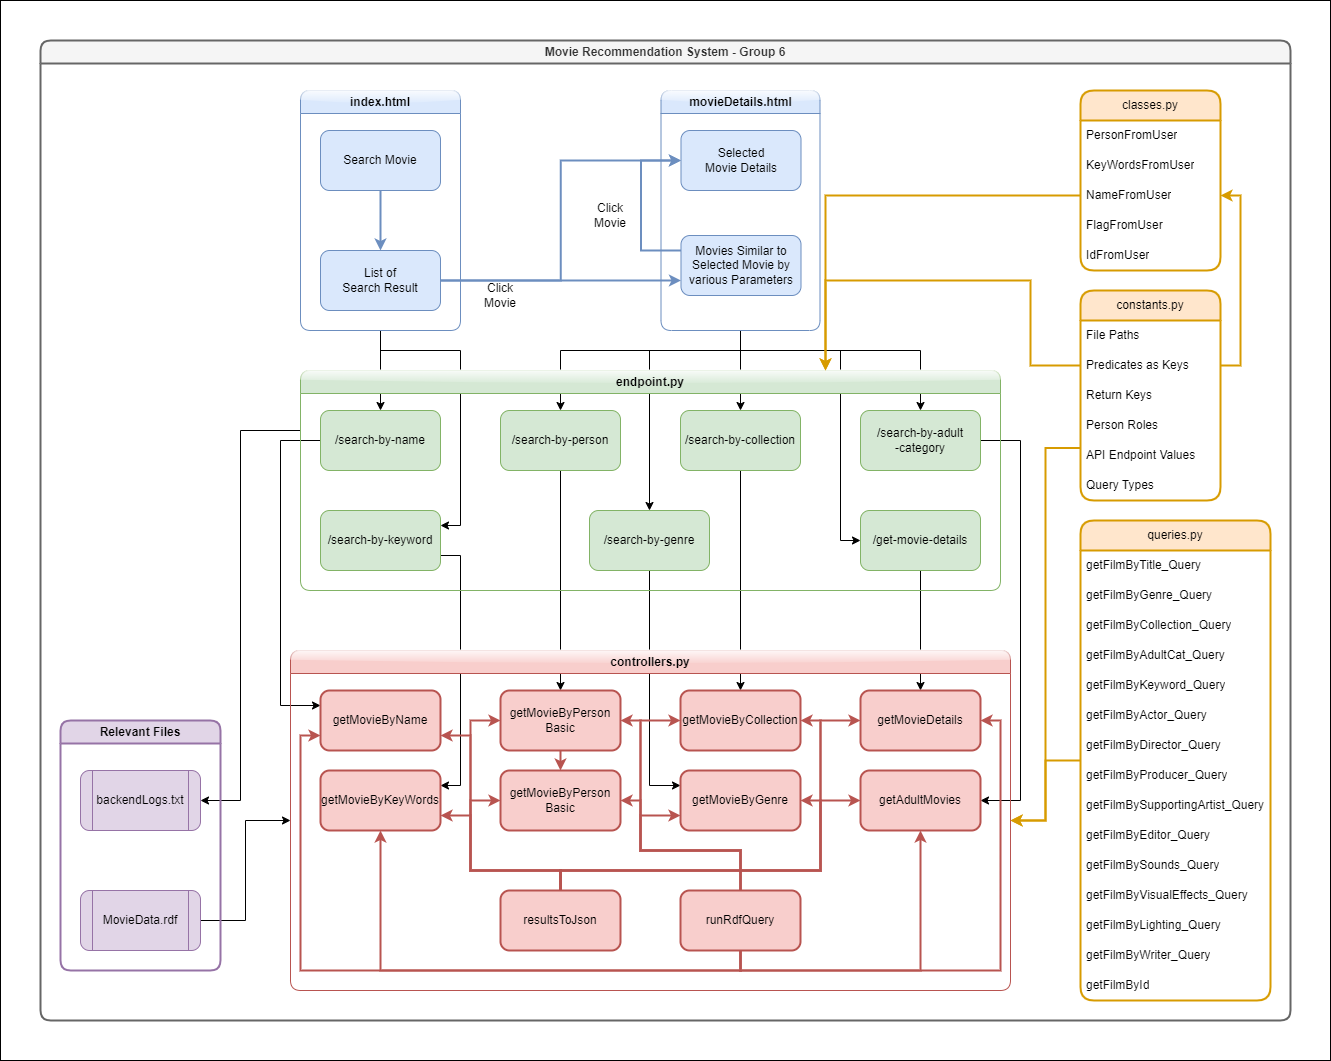 Movie Recommendation System - Group 6
index.html
Search Movie
List of
Search Result
Click
Movie
movieDetails.html
Selected
Movie Details
Click
Movie
Movies Similar to
Selected Movie by
various Parameters
classes.py
PersonFromUser
KeyWordsFromUser
NameFromUser
FlagFromUser
IdFromUser
constants.py
File Paths
Predicates as Keys
Return Keys
Person Roles
API Endpoint Values
Query Types
endpoint.py
/search-by-name
/search-by-person
/search-by-collection
/search-by-adult
-category
/search-by-keyword
/search-by-genre
/get-movie-details
queries.py
getFilmByTitle_Query
getFilmByGenre_Query
getFilmByCollection_Query
getFilmByAdultCat_Query
getFilmByKeyword_Query
getFilmByActor_Query
getFilmByDirector_Query
getFilmByProducer_Query
getFilmBySupportingArtist_Query
getFilmByEditor_Query
getFilmBySounds_Query
getFilmByVisualEffects_Query
getFilmByLighting_Query
getFilmByWriter_Query
getFilmById
controllers.py
getMovieByName
getMovieByPerson
Basic
getMovieByCollection
getMovieDetails
getMovieByKeyWords
getMovieByPerson
Basic
getMovieByGenre
getAdultMovies
resultsToJson
runRdfQuery
Relevant Files
backendLogs.txt
MovieData.rdf